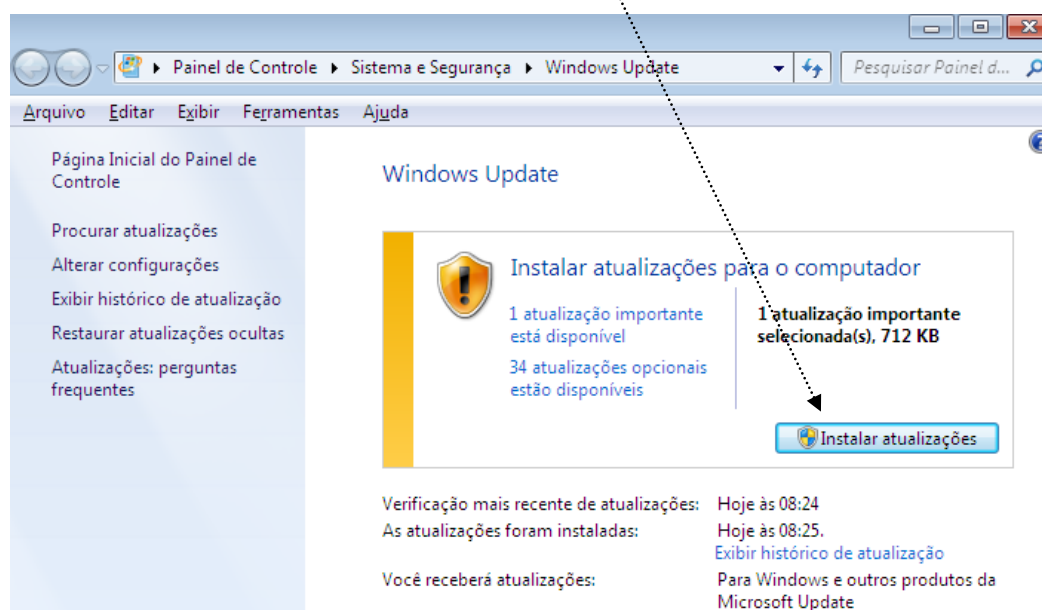 Painel de Controle Sistema e Segurança Windows Update Pesquisar Painel d...
Arquivo Editar Exibir Ferramentas Ajuda
Página Inicial do Painel de
Controle
Procurar atualizações
Alterar configurações
Exibir histórico de atualização
Restaurar atualizações ocultas
Atualizações: perguntas
frequentes
Windows Update
Instalar atualizações para o computador
1 atualização importante
está disponível
34 atualizações opcionais
estão disponíveis
1 atualização importante
selecionada(s), 712 KB
Instalar atualizações
Verificação mais recente de atualizações: Hoje às 08:24
As atualizações foram instaladas: Hoje às 08:25.
Exibir histórico de atualização
Você receberá atualizações: Para Windows e outros produtos da
Microsoft Update